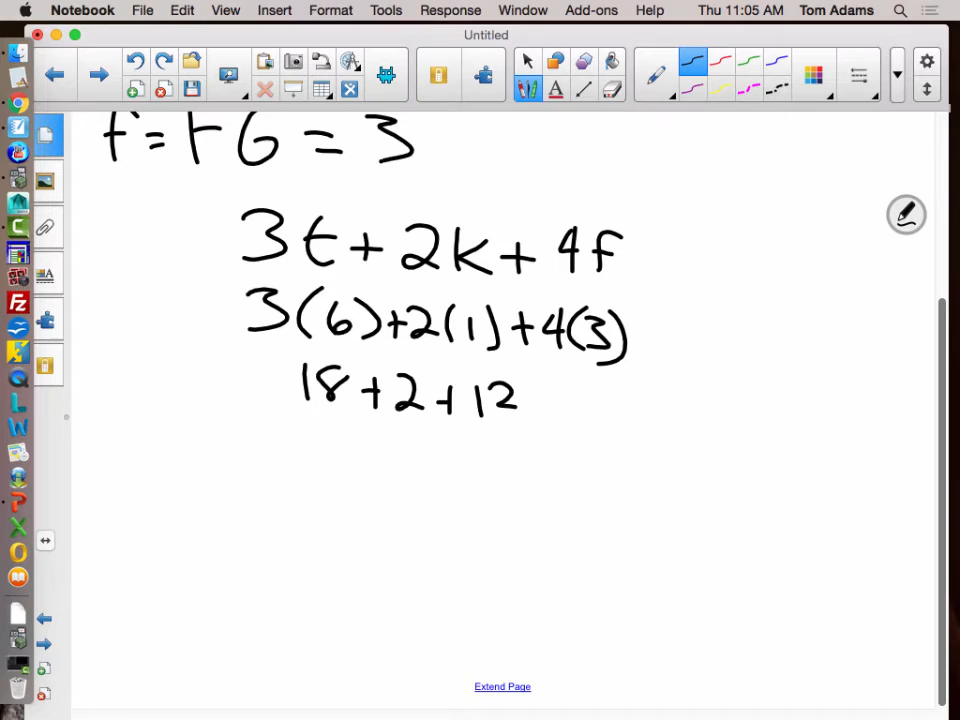 Notebook File Edit View Insert Format Tools Response Window Add-ons Help Thu 11:05 AM Tom Adams
Untitled
f = FG = 3
3t + 2k + 4f
3(6) + 2(1) + 4(3)
18 + 2 + 12
Extend Page